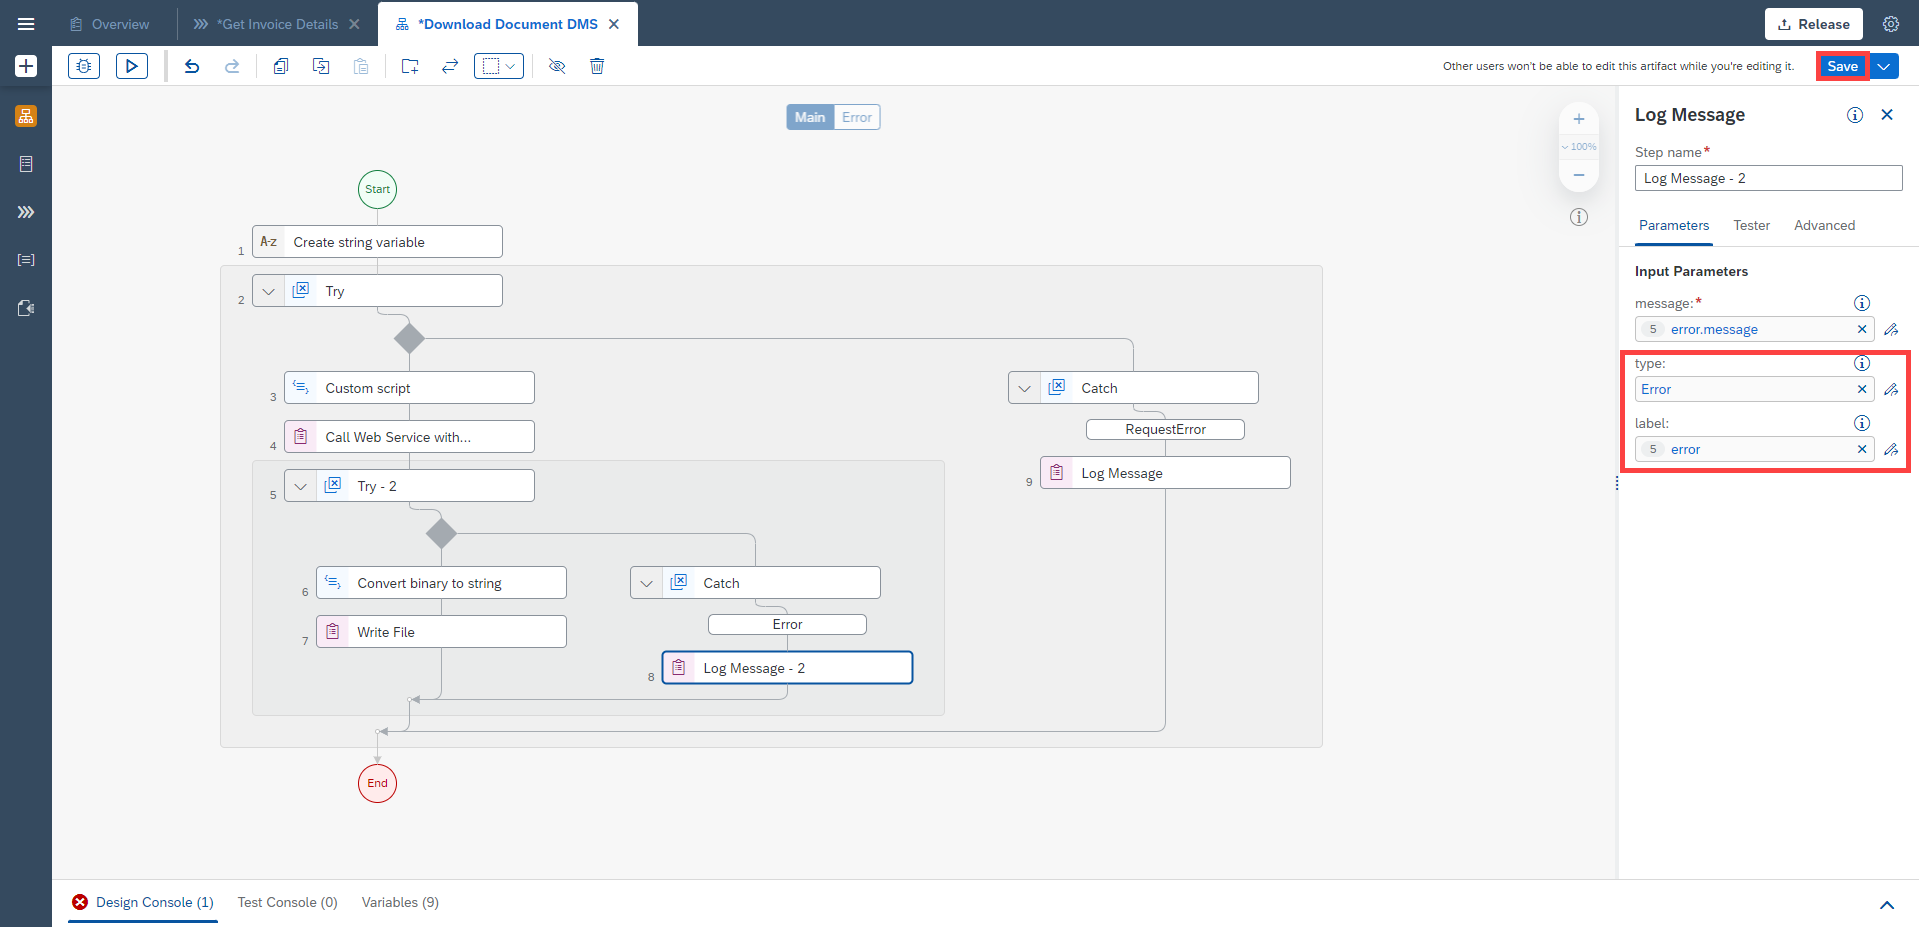 Overview
*Get Invoice Details
*Download Document DMS
Release
Other users won't be able to edit this artifact while you're editing it.
Save
Main
Error
100%
Start
1
A-z
Create string variable
2
Try
3
Custom script
4
Call Web Service with...
5
Try - 2
6
Convert binary to string
7
Write File
Catch
Error
8
Log Message - 2
Catch
RequestError
9
Log Message
End
Log Message
Step name*
Log Message - 2
Parameters
Tester
Advanced
Input Parameters
message:*
5 error.message
type:
Error
label:
5 error
Design Console (1)
Test Console (0)
Variables (9)